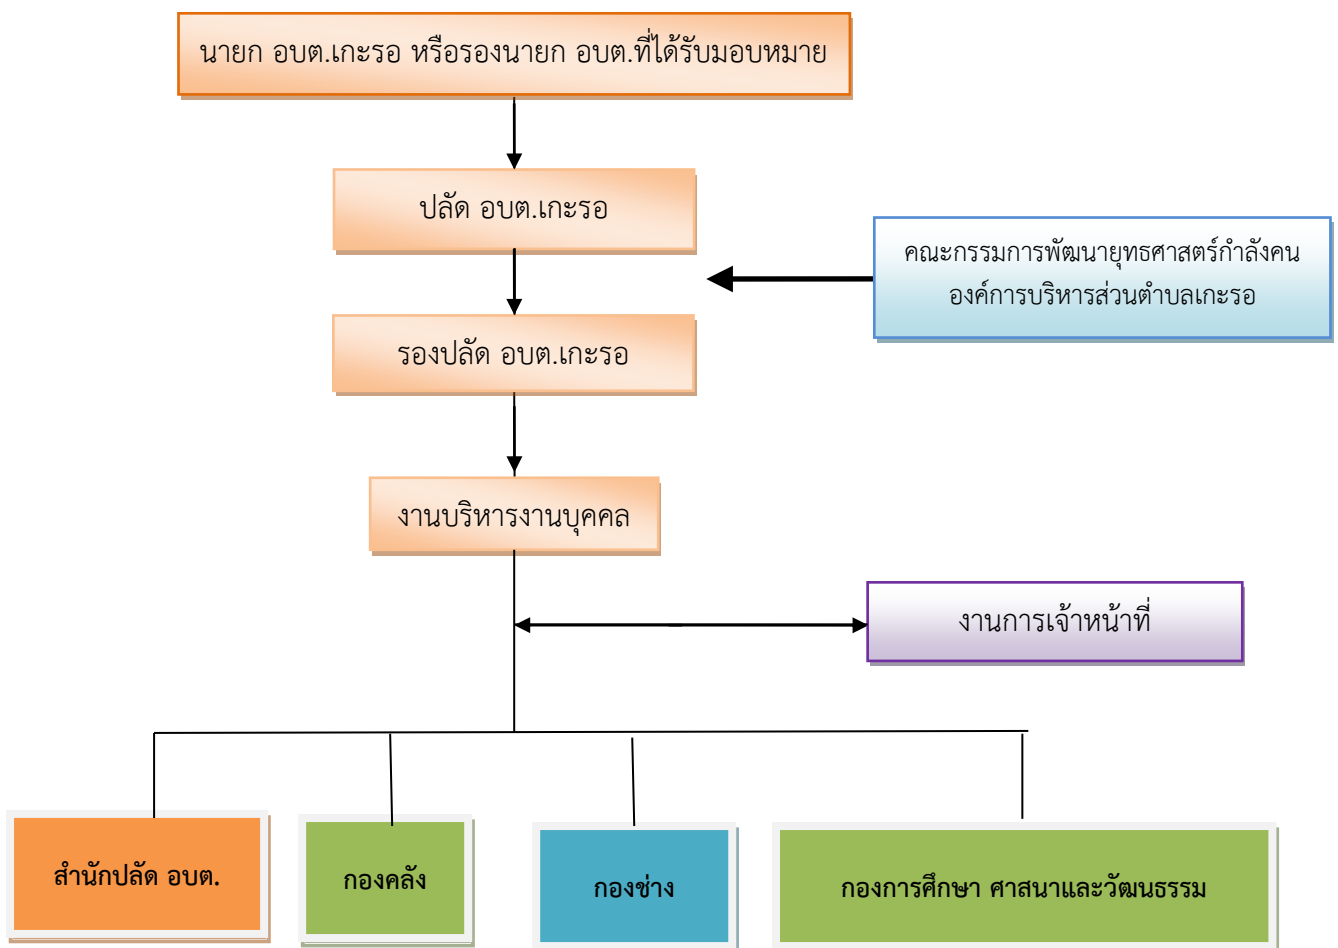 นายก อบต.เกะรอ หรือรองนายก อบต.ที่ได้รับมอบหมาย
ปลัด อบต.เกะรอ
คณะกรรมการพัฒนายุทธศาสตร์กำลังคน
องค์การบริหารส่วนตำบลเกะรอ
รองปลัด อบต.เกะรอ
งานบริหารงานบุคคล
งานการเจ้าหน้าที่
สำนักปลัด อบต.
กองคลัง
กองช่าง
กองการศึกษา ศาสนาและวัฒนธรรม